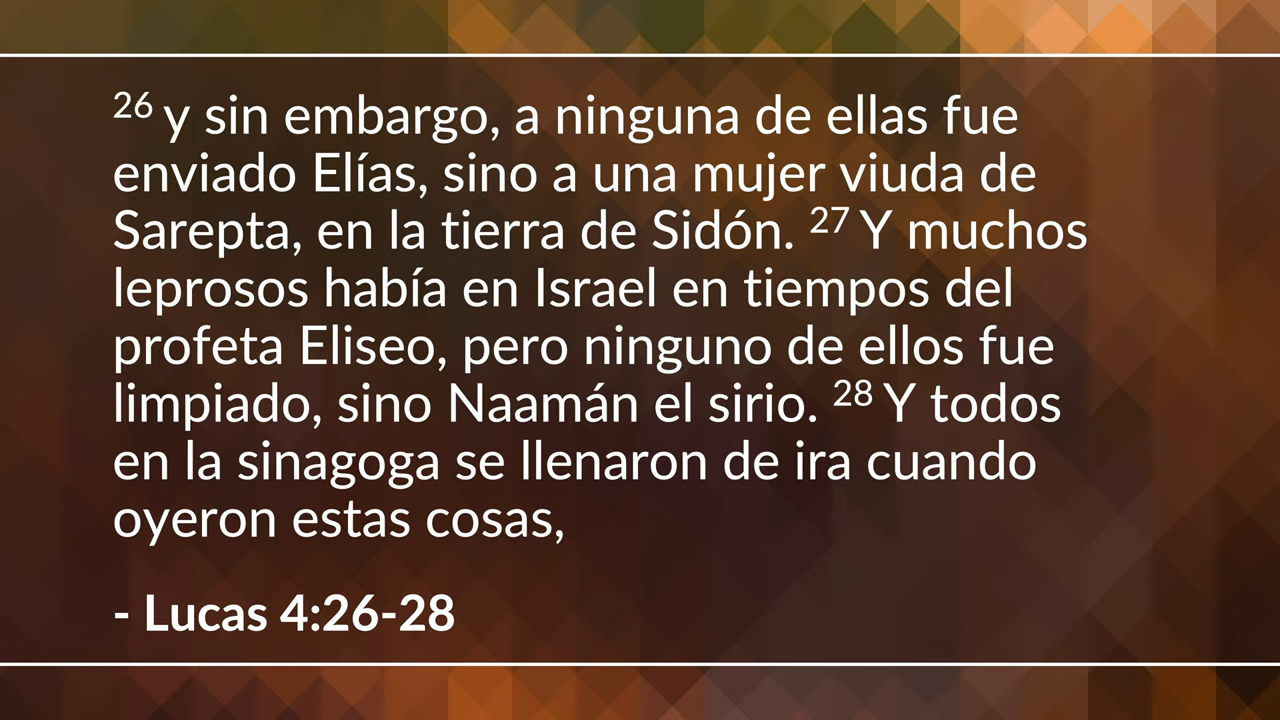 26 y sin embargo, a ninguna de ellas fue
enviado Elías, sino a una mujer viuda de
Sarepta, en la tierra de Sidón. 27 Y muchos
leprosos había en Israel en tiempos del
profeta Eliseo, pero ninguno de ellos fue
limpiado, sino Naamán el sirio. 28 Y todos
en la sinagoga se llenaron de ira cuando
oyeron estas cosas,
- Lucas 4:26-28